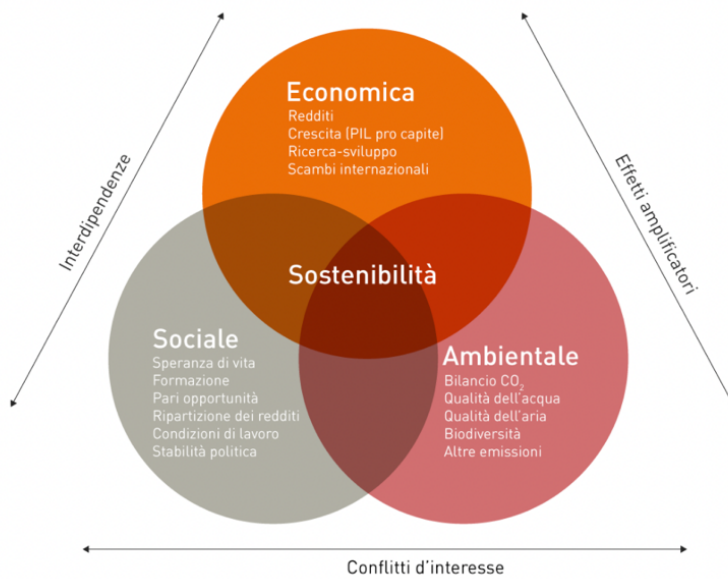 Economica
Redditi
Crescita (PIL pro capite)
Ricerca-sviluppo
Scambi internazionali
Interdipendenze
Effetti amplificatori
Sostenibilità
Sociale
Speranza di vita
Formazione
Pari opportunità
Ripartizione dei redditi
Condizioni di lavoro
Stabilità politica
Ambientale
Bilancio CO₂
Qualità dell'acqua
Qualità dell'aria
Biodiversità
Altre emissioni
Conflitti d'interesse